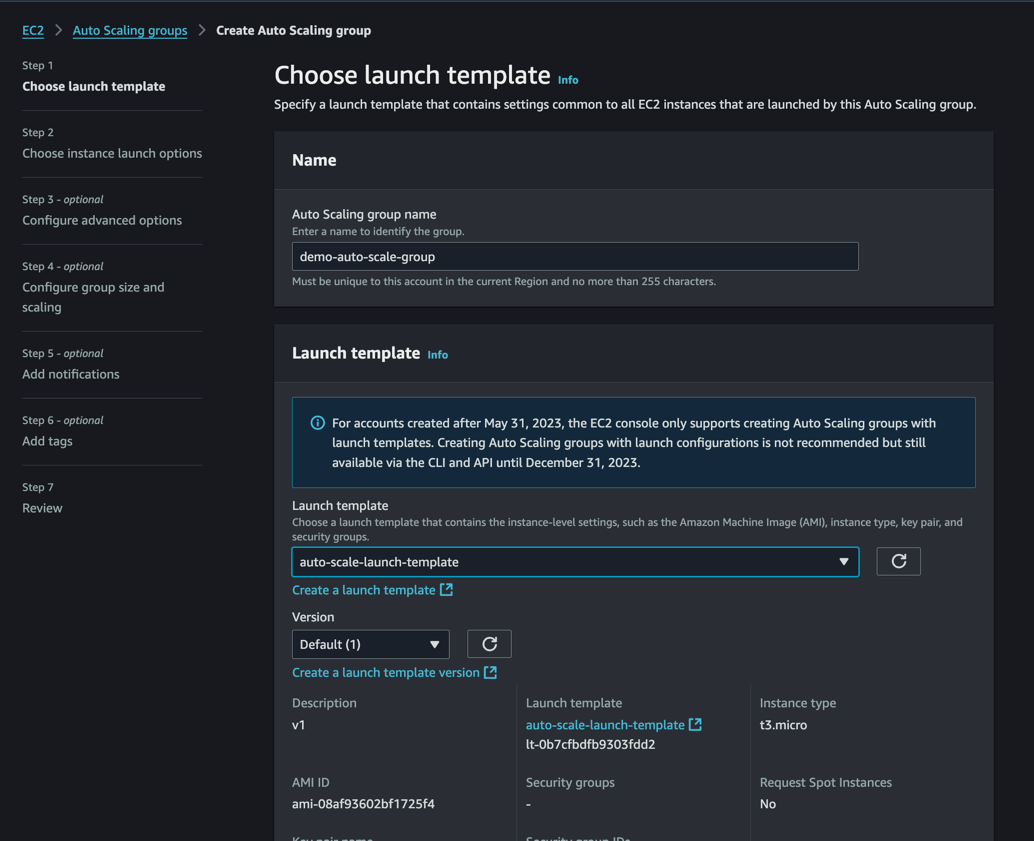 EC2 > Auto Scaling groups > Create Auto Scaling group
Step 1
Choose launch template
Step 2
Choose instance launch options
Step 3 - optional
Configure advanced options
Step 4 - optional
Configure group size and
scaling
Step 5 - optional
Add notifications
Step 6 - optional
Add tags
Step 7
Review
Choose launch template Info
Specify a launch template that contains settings common to all EC2 instances that are launched by this Auto Scaling group.
Name
Auto Scaling group name
Enter a name to identify the group.
demo-auto-scale-group
Must be unique to this account in the current Region and no more than 255 characters.
Launch template Info
For accounts created after May 31, 2023, the EC2 console only supports creating Auto Scaling groups with
launch templates. Creating Auto Scaling groups with launch configurations is not recommended but still
available via the CLI and API until December 31, 2023.
Launch template
Choose a launch template that contains the instance-level settings, such as the Amazon Machine Image (AMI), instance type, key pair, and
security groups.
auto-scale-launch-template
Create a launch template
Version
Default (1)
Create a launch template version
Description
v1
Launch template
auto-scale-launch-template
lt-0b7cfbdfb9303fdd2
Instance type
t3.micro
AMI ID
ami-08af93602bf1725f4
Security groups
-
Request Spot Instances
No
Key pair name
Security group IDs